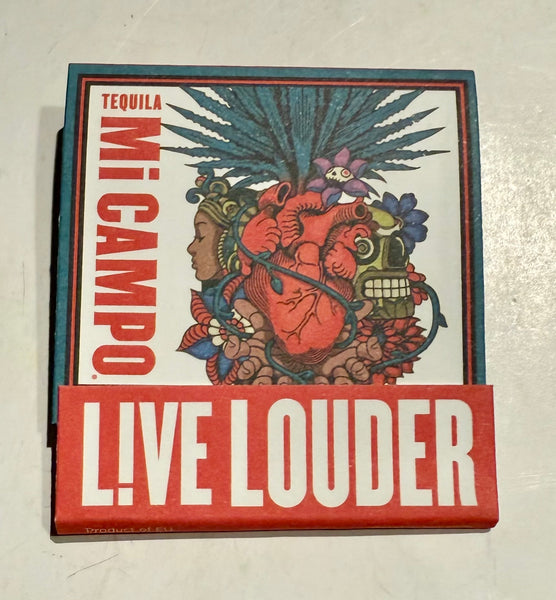 TEQUILA
Mi CAMPO.
L!VE LOUDER
Product of EU